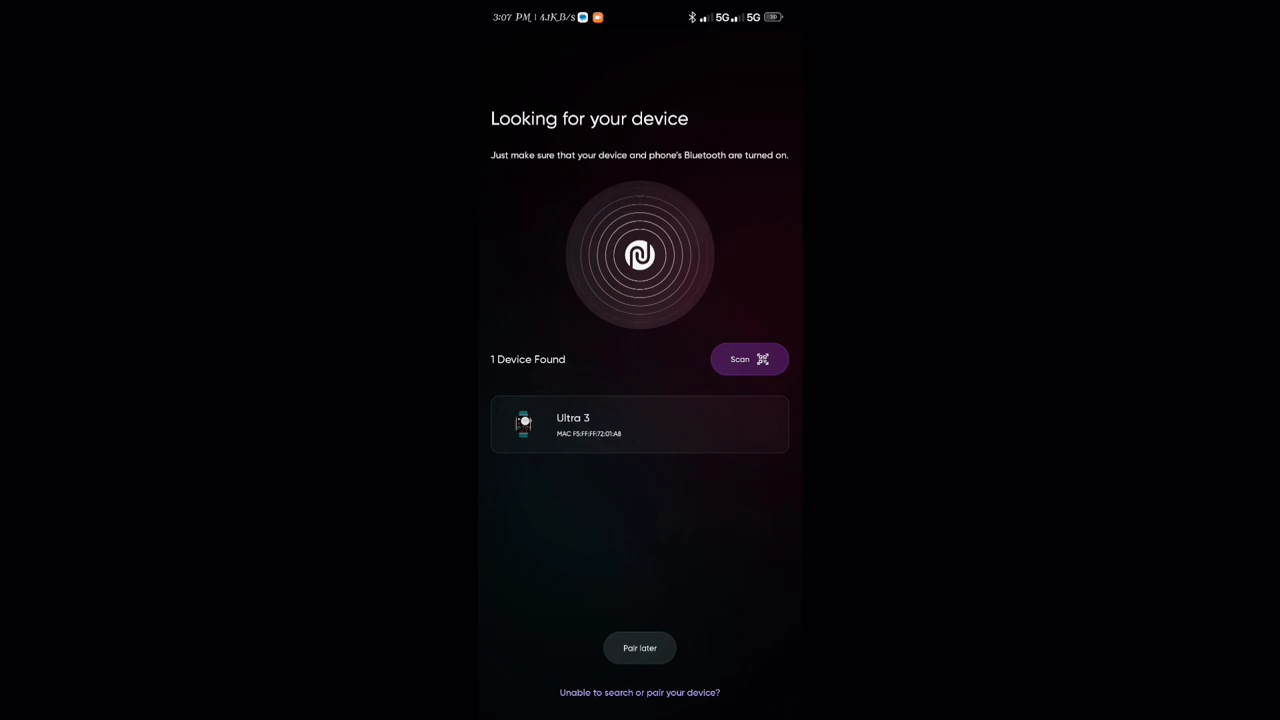 3:07 PM | 4.1KB/s 5G 5G
Looking for your device
Just make sure that your device and phone's Bluetooth are turned on.
1 Device Found
Scan
Ultra 3
MAC F5:FF:FF:72:01:A8
Pair later
Unable to search or pair your device?